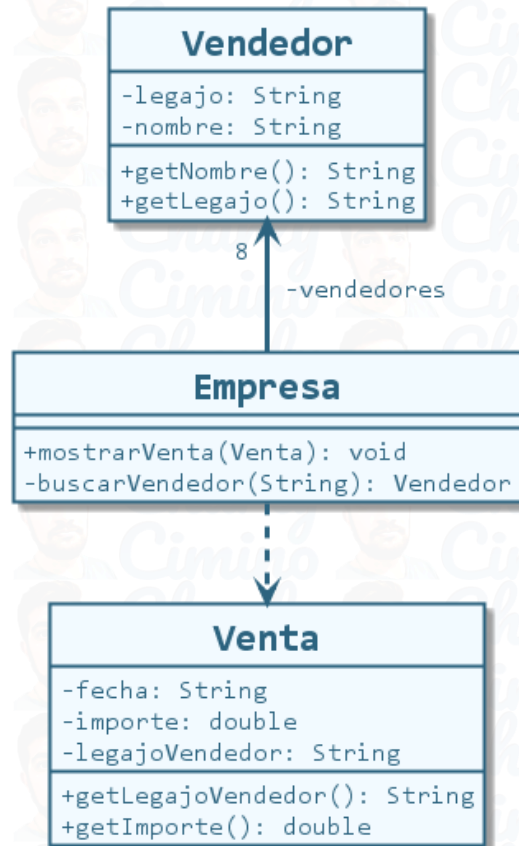 Vendedor
-legajo: String
-nombre: String
+getNombre(): String
+getLegajo(): String
8
-vendedores
Empresa
+mostrarVenta(Venta): void
-buscarVendedor(String): Vendedor
Venta
-fecha: String
-importe: double
-legajoVendedor: String
+getLegajoVendedor(): String
+getImporte(): double